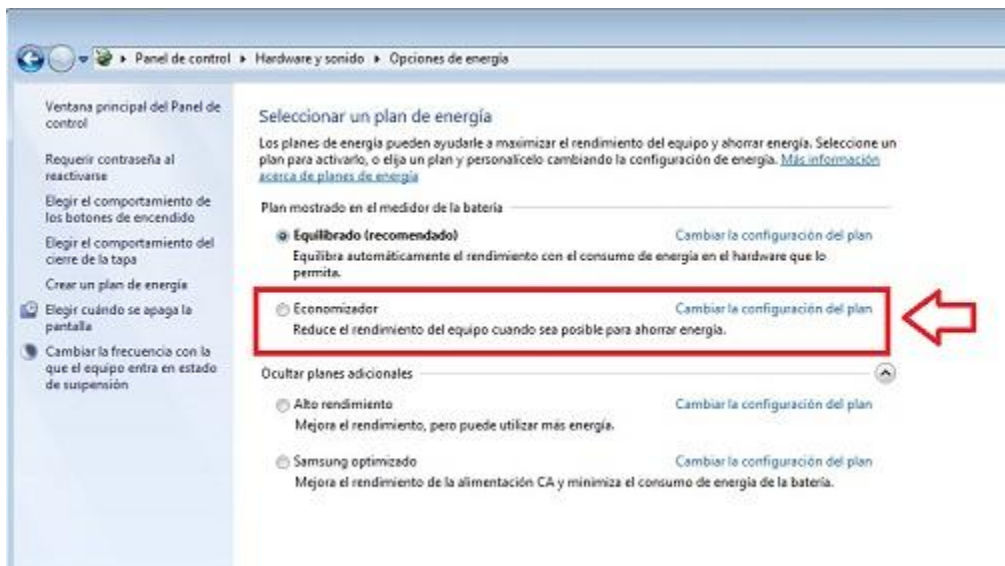 Panel de control ▸ Hardware y sonido ▸ Opciones de energía
Ventana principal del Panel de
control
Requerir contraseña al
reactivarse
Elegir el comportamiento de
los botones de encendido
Elegir el comportamiento del
cierre de la tapa
Crear un plan de energía
Elegir cuándo se apaga la
pantalla
Cambiar la frecuencia con la
que el equipo entra en estado
de suspensión
Seleccionar un plan de energía
Los planes de energía pueden ayudarle a maximizar el rendimiento del equipo y ahorrar energía. Seleccione un
plan para activarlo, o elija un plan y personalícelo cambiando la configuración de energía. Más información
acerca de planes de energía
Plan mostrado en el medidor de la batería
Equilibrado (recomendado) Cambiar la configuración del plan
Equilibra automáticamente el rendimiento con el consumo de energía en el hardware que lo
permita.
Economizador Cambiar la configuración del plan
Reduce el rendimiento del equipo cuando sea posible para ahorrar energía.
Ocultar planes adicionales
Alto rendimiento Cambiar la configuración del plan
Mejora el rendimiento, pero puede utilizar más energía.
Samsung optimizado Cambiar la configuración del plan
Mejora el rendimiento de la alimentación CA y minimiza el consumo de energía de la batería.